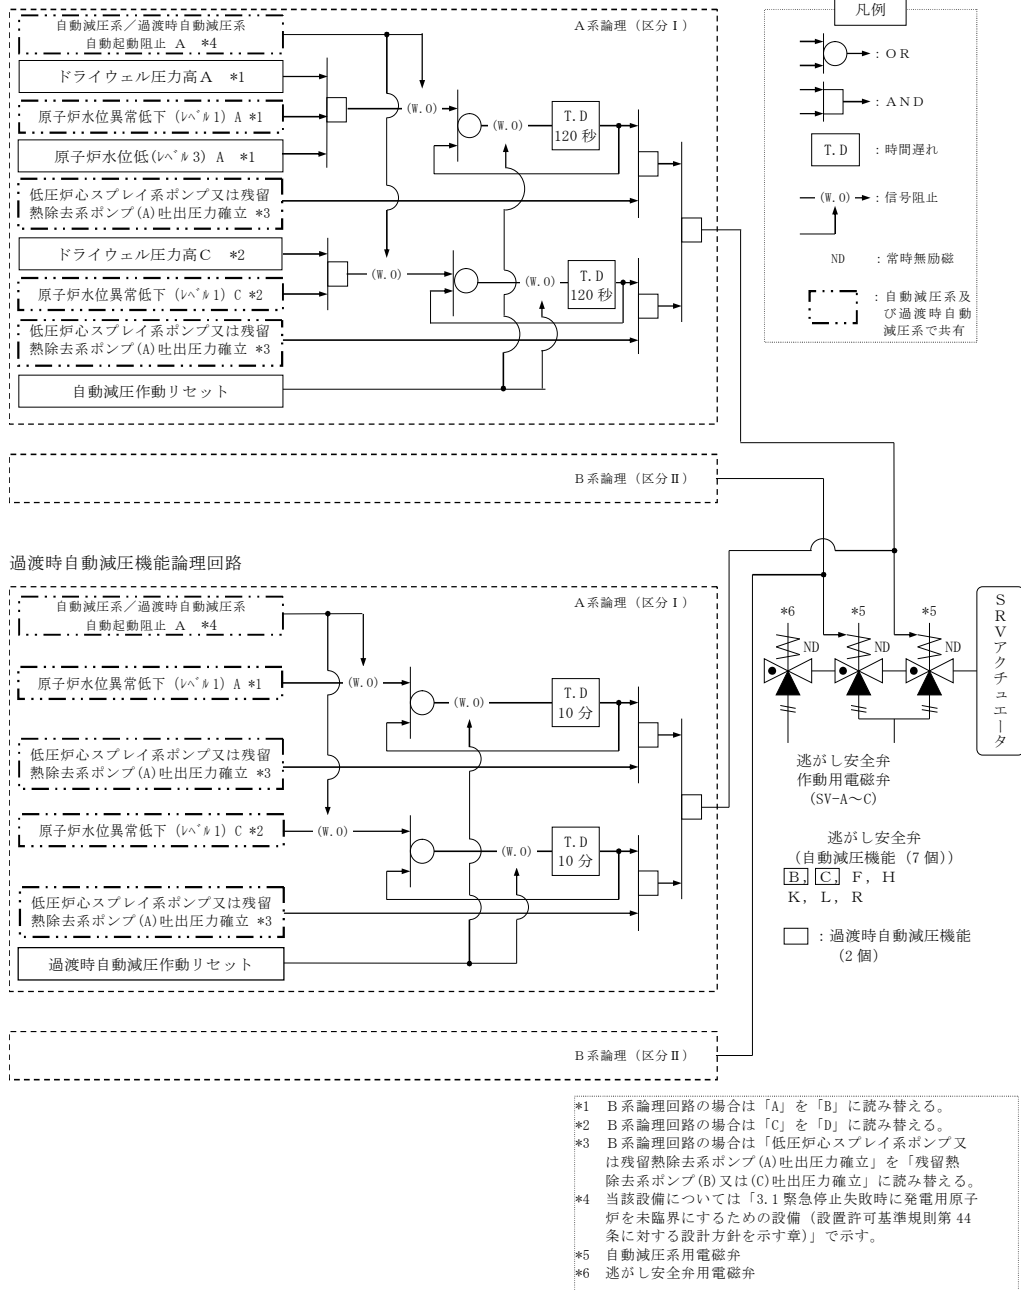 自動減圧系／過渡時自動減圧系
自動起動阻止 A *4
ドライウェル圧力高A *1
原子炉水位異常低下（ﾚﾍﾞﾙ1）A *1
原子炉水位低(ﾚﾍﾞﾙ3) A *1
低圧炉心スプレイ系ポンプ又は残留
熱除去系ポンプ(A)吐出圧力確立 *3
ドライウェル圧力高C *2
原子炉水位異常低下（ﾚﾍﾞﾙ1）C *2
低圧炉心スプレイ系ポンプ又は残留
熱除去系ポンプ(A)吐出圧力確立 *3
自動減圧作動リセット
A系論理（区分Ⅰ）
(W.O)
(W.O)
T.D
120秒
(W.O)
(W.O)
T.D
120秒
凡例
：OR
：AND
T.D ：時間遅れ
(W.O) ：信号阻止
ND ：常時無励磁
：自動減圧系及
び過渡時自動
減圧系で共有
B系論理（区分Ⅱ）
過渡時自動減圧機能論理回路
自動減圧系／過渡時自動減圧系
自動起動阻止 A *4
原子炉水位異常低下（ﾚﾍﾞﾙ1）A *1
低圧炉心スプレイ系ポンプ又は残留
熱除去系ポンプ(A)吐出圧力確立 *3
原子炉水位異常低下（ﾚﾍﾞﾙ1）C *2
低圧炉心スプレイ系ポンプ又は残留
熱除去系ポンプ(A)吐出圧力確立 *3
過渡時自動減圧作動リセット
A系論理（区分Ⅰ）
(W.O)
(W.O)
T.D
10分
(W.O)
(W.O)
T.D
10分
*6 *5 *5
ND ND ND
SRVアクチュエータ
逃がし安全弁
作動用電磁弁
(SV-A～C)
逃がし安全弁
(自動減圧機能（7個）)
B, C, F, H
K, L, R
：過渡時自動減圧機能
（2個）
B系論理（区分Ⅱ）
*1 B系論理回路の場合は「A」を「B」に読み替える。
*2 B系論理回路の場合は「C」を「D」に読み替える。
*3 B系論理回路の場合は「低圧炉心スプレイ系ポンプ又
は残留熱除去系ポンプ(A)吐出圧力確立」を「残留熱
除去系ポンプ(B)又は(C)吐出圧力確立」に読み替える。
*4 当該設備については「3.1 緊急停止失敗時に発電用原子
炉を未臨界にするための設備（設置許可基準規則第44
条に対する設計方針を示す章）」で示す。
*5 自動減圧系用電磁弁
*6 逃がし安全弁用電磁弁